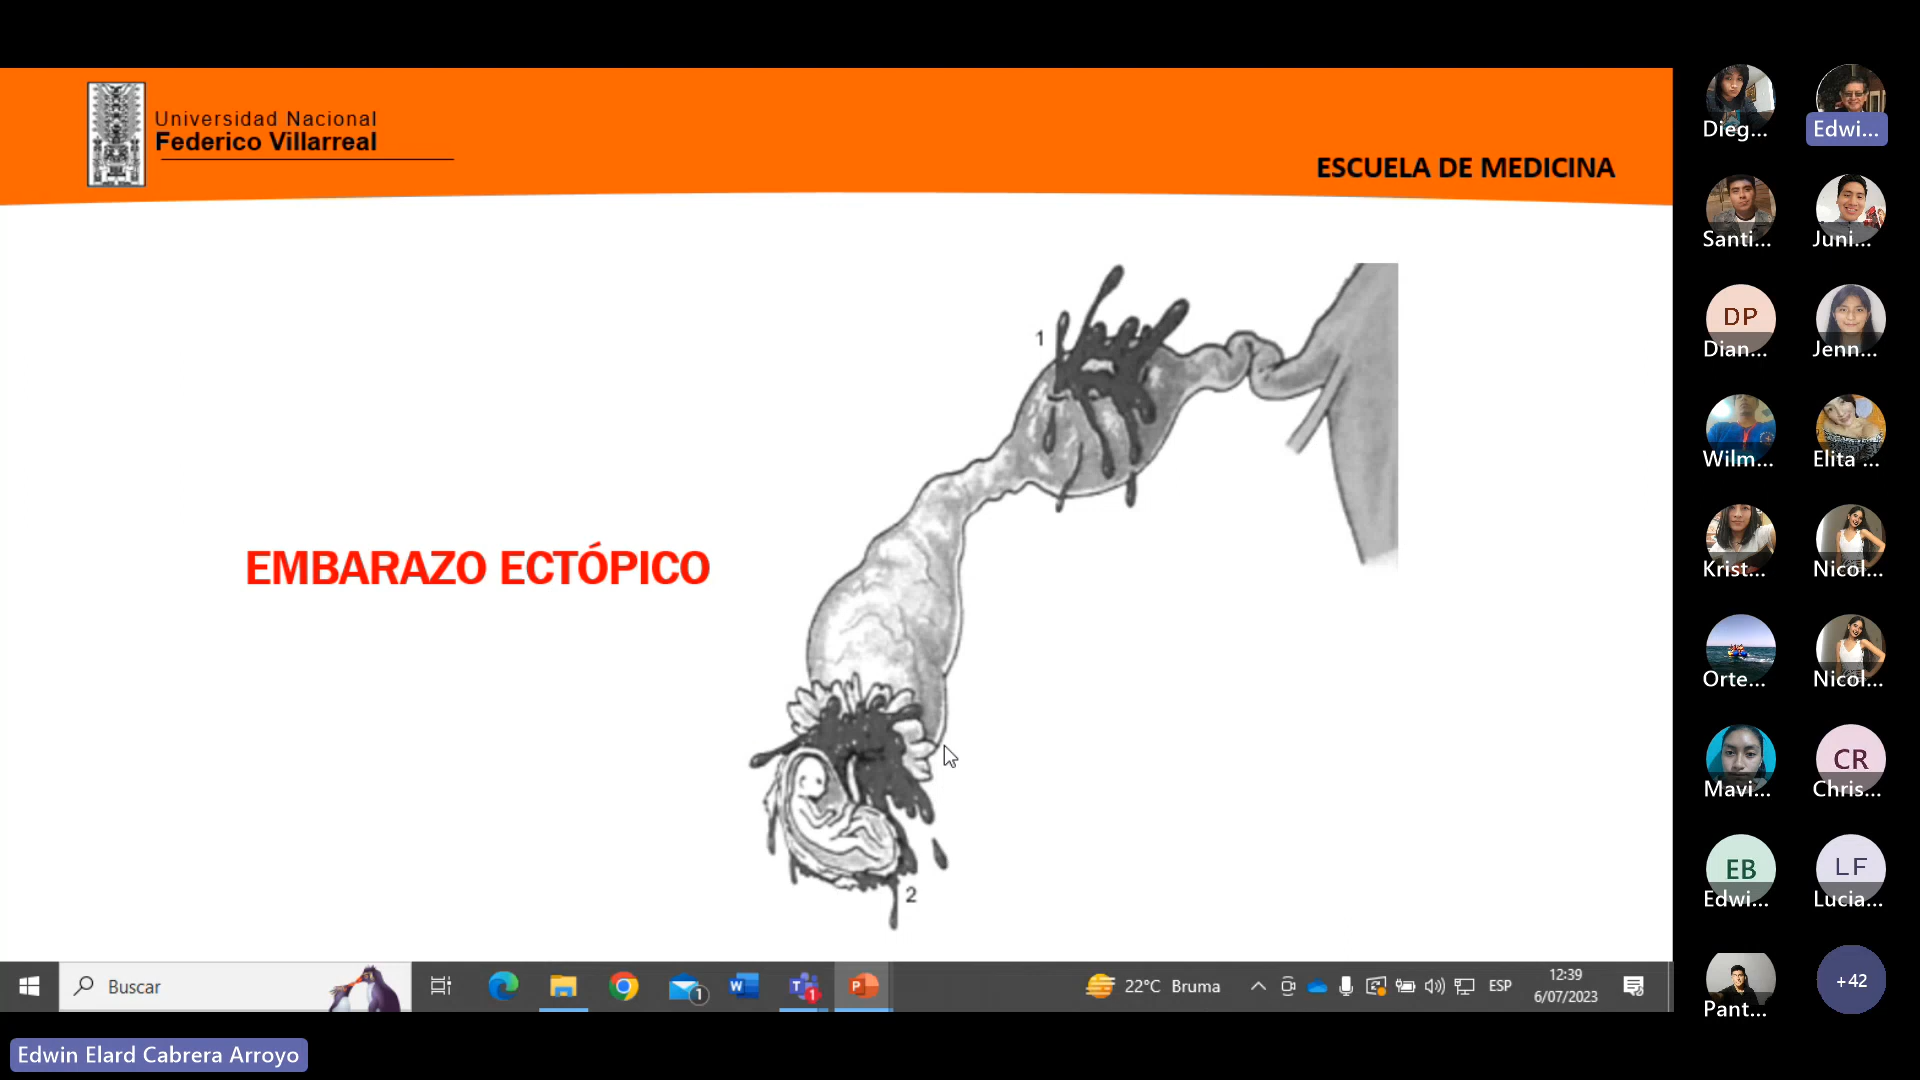 Universidad Nacional
Federico Villarreal
ESCUELA DE MEDICINA
1
EMBARAZO ECTÓPICO
2
Dieg...
Edwi...
Santi...
Juni...
DP
Dian...
Jenn...
Wilm...
Elita ...
Krist...
Nicol...
Orte...
Nicol...
Mavi...
CR
Chris...
EB
Edwi...
LF
Lucia...
Pant...
+42
Buscar
1
W
T
1
P
22°C Bruma
ESP
12:39
6/07/2023
Edwin Elard Cabrera Arroyo